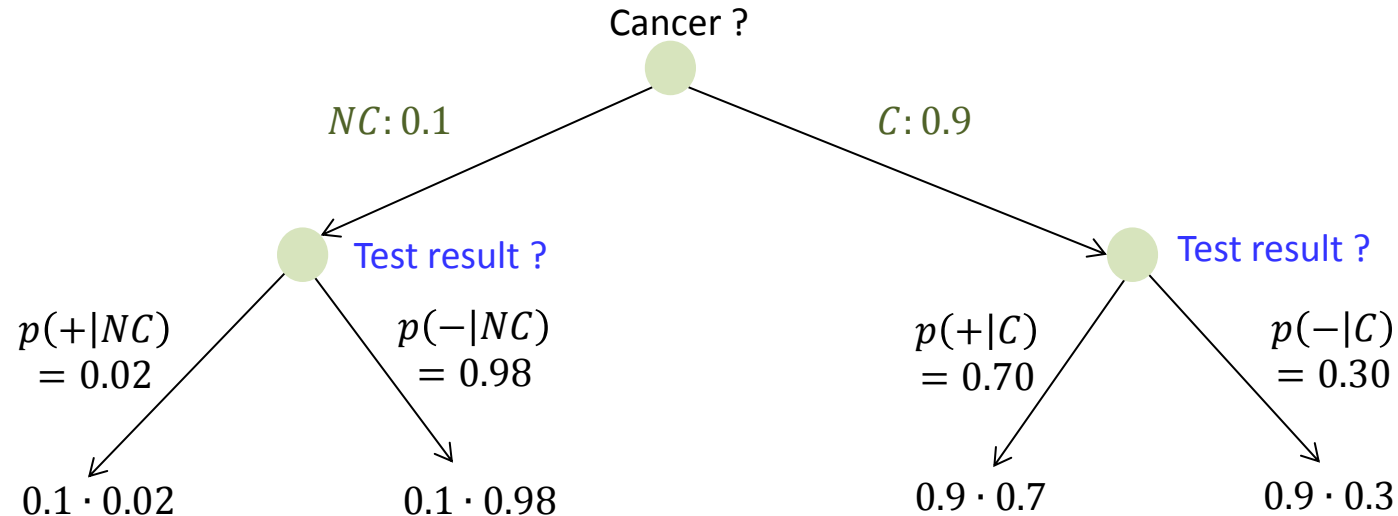 Cancer ?
NC: 0.1
C: 0.9
Test result ?
Test result ?
p(+|NC)
= 0.02
p(−|NC)
= 0.98
p(+|C)
= 0.70
p(−|C)
= 0.30
0.1 · 0.02
0.1 · 0.98
0.9 · 0.7
0.9 · 0.3